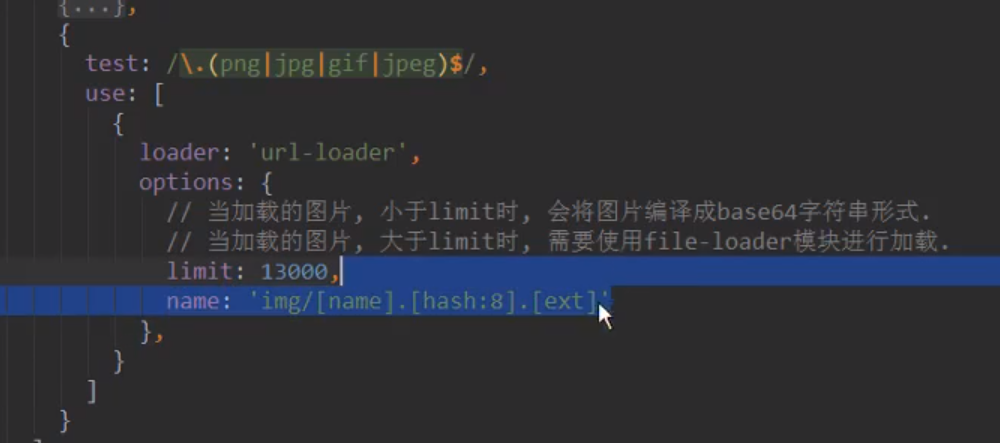 {...},
{
test: /\.(png|jpg|gif|jpeg)$/,
use: [
{
loader: 'url-loader',
options: {
// 当加载的图片, 小于limit时, 会将图片编译成base64字符串形式.
// 当加载的图片, 大于limit时, 需要使用file-loader模块进行加载.
limit: 13000,
name: 'img/[name].[hash:8].[ext]'
},
}
]
}